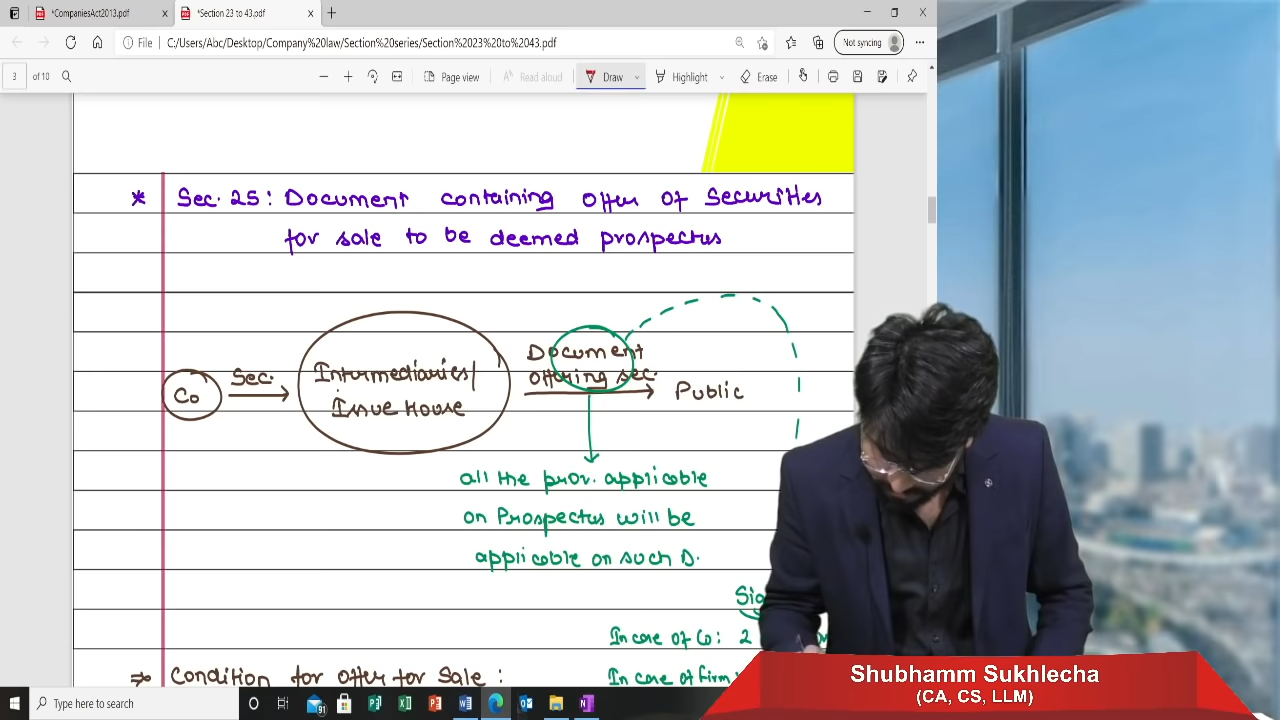 *CompaniesAct2013.pdf
*Section 23 to 43.pdf
File C:/Users/Abc/Desktop/Company%20law/Section%20series/Section%2023%20to%2043.pdf
Not syncing
3 of 10
Page view
Read aloud
Draw
Highlight
Erase
* Sec. 25: Document containing offer of Securities
for sale to be deemed prospectus
Co
Sec.
Intermediaries/
Issue House
Document
offering sec.
Public
all the prov. applicable
on Prospectus will be
applicable on such D.
In case of Co: 2
⇒ Condition for offer for Sale:
In case of Firm
Shubhamm Sukhlecha
(CA, CS, LLM)
Type here to search
91